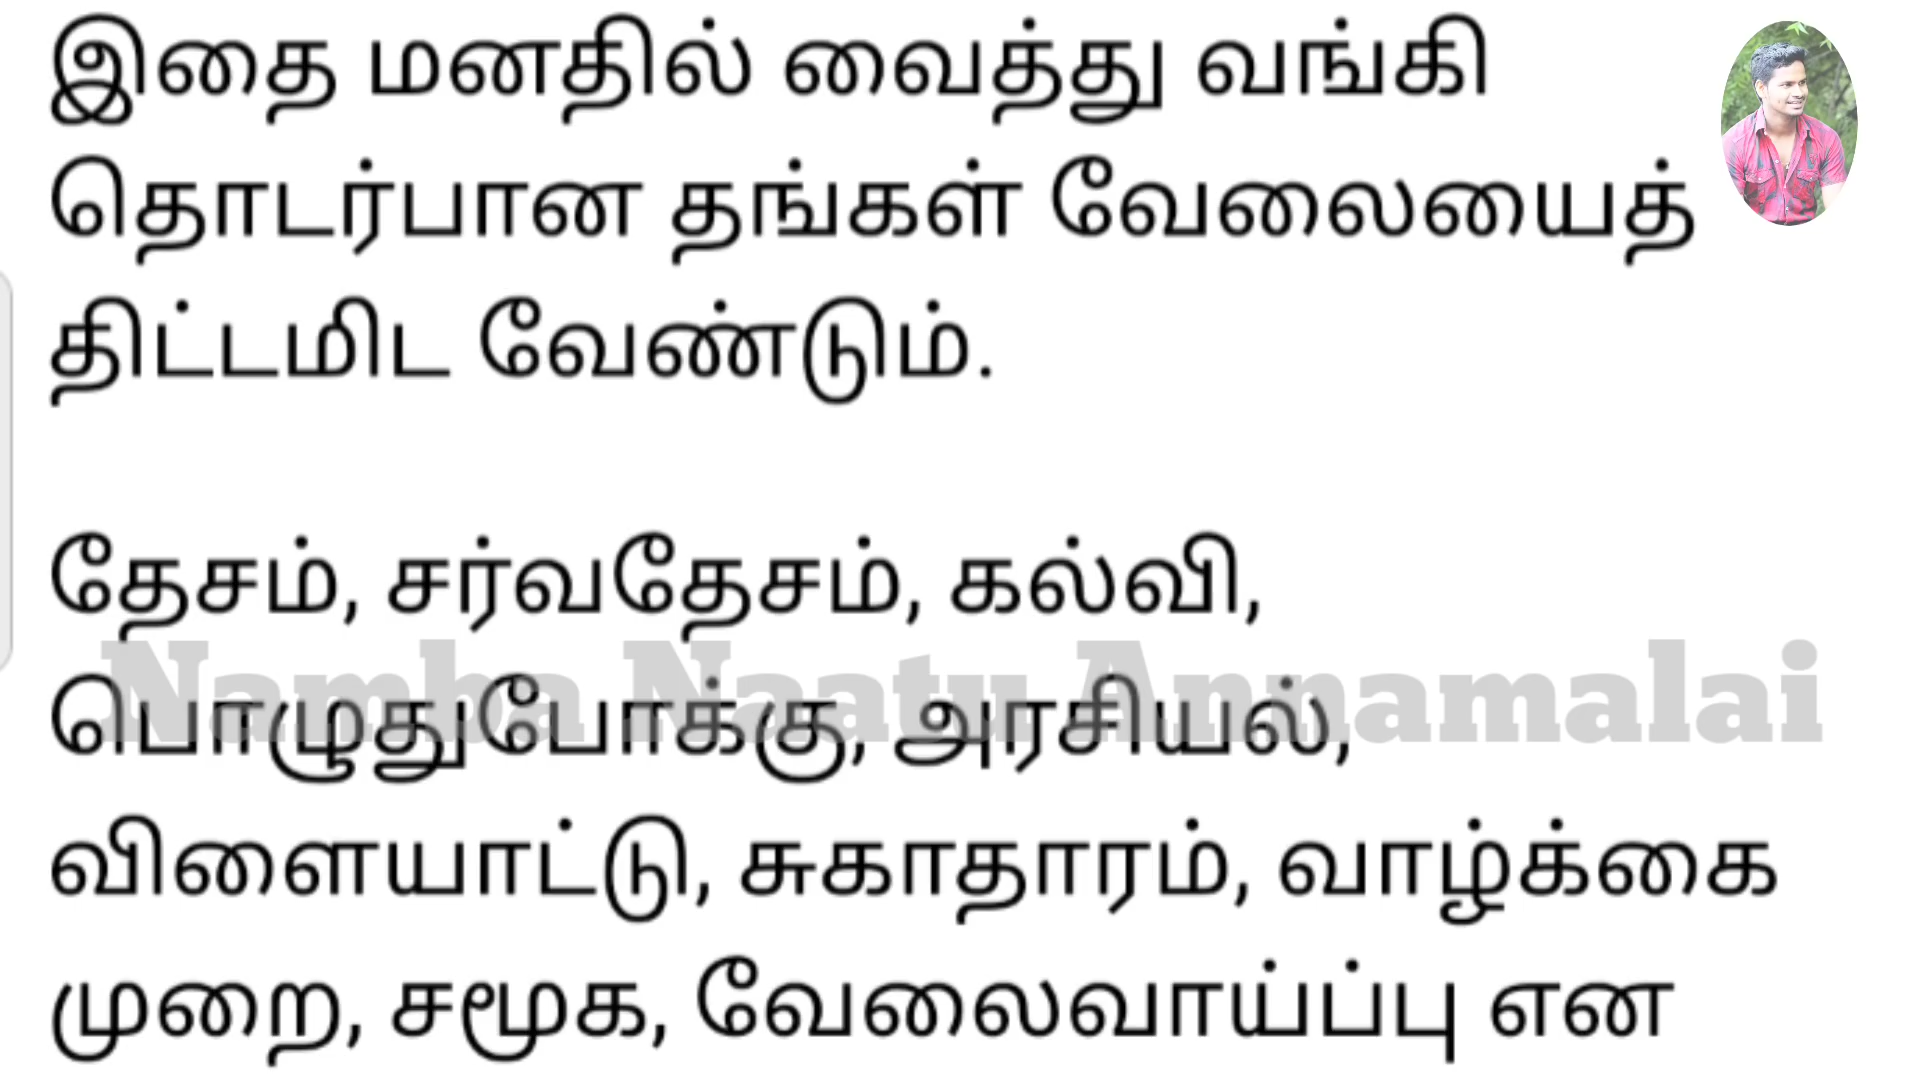 இதை மனதில் வைத்து வங்கி
தொடர்பான தங்கள் வேலையைத்
திட்டமிட வேண்டும்.
தேசம், சர்வதேசம், கல்வி,
Namba Naatu Annamalai
பொழுதுபோக்கு, அரசியல்,
விளையாட்டு, சுகாதாரம், வாழ்க்கை
முறை, சமூக, வேலைவாய்ப்பு என